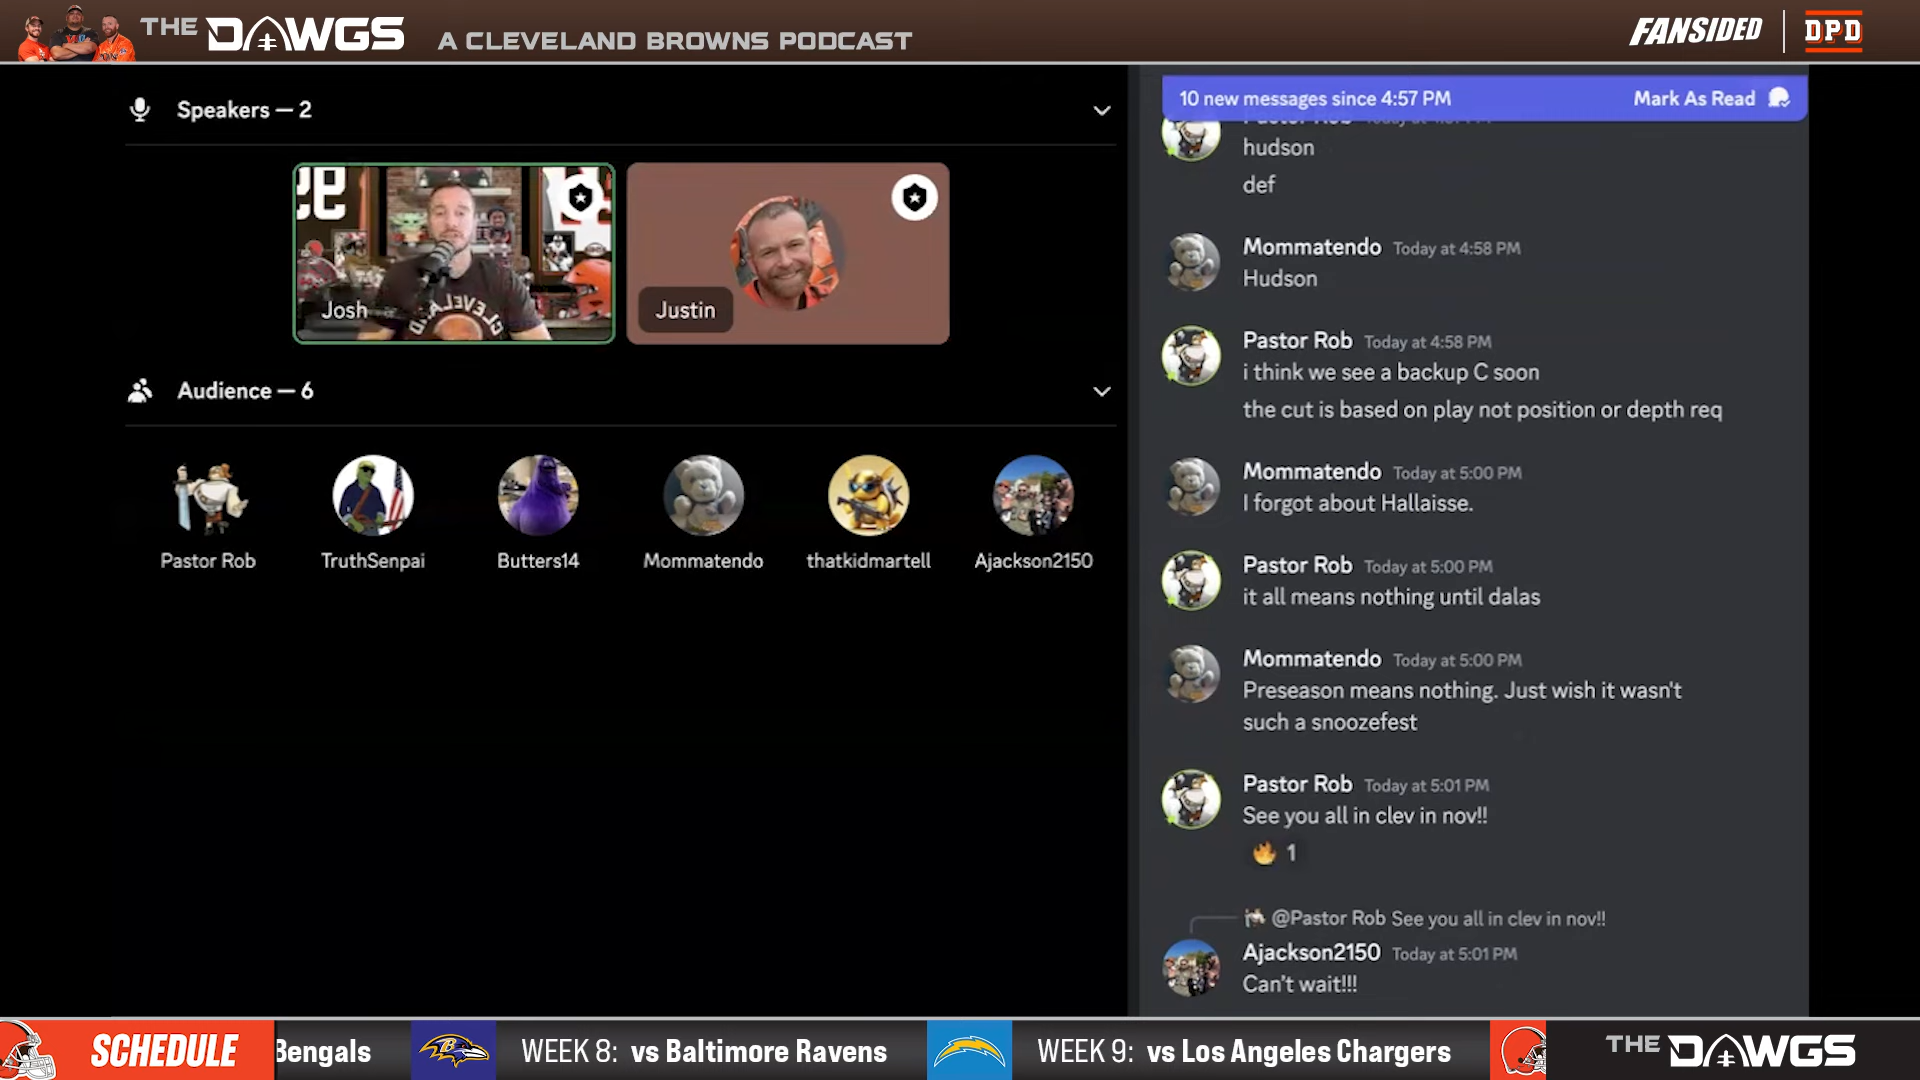 THE DAWGS A CLEVELAND BROWNS PODCAST
FANSIDED DPD
Speakers — 2
Josh
Justin
Audience — 6
Pastor Rob
TruthSenpai
Butters14
Mommatendo
thatkidmartell
Ajackson2150
10 new messages since 4:57 PM Mark As Read
hudson
def
Mommatendo Today at 4:58 PM
Hudson
Pastor Rob Today at 4:58 PM
i think we see a backup C soon
the cut is based on play not position or depth req
Mommatendo Today at 5:00 PM
I forgot about Hallaisse.
Pastor Rob Today at 5:00 PM
it all means nothing until dalas
Mommatendo Today at 5:00 PM
Preseason means nothing. Just wish it wasn't
such a snoozefest
Pastor Rob Today at 5:01 PM
See you all in clev in nov!!
1
@Pastor Rob See you all in clev in nov!!
Ajackson2150 Today at 5:01 PM
Can't wait!!!
SCHEDULE Bengals WEEK 8: vs Baltimore Ravens WEEK 9: vs Los Angeles Chargers THE DAWGS